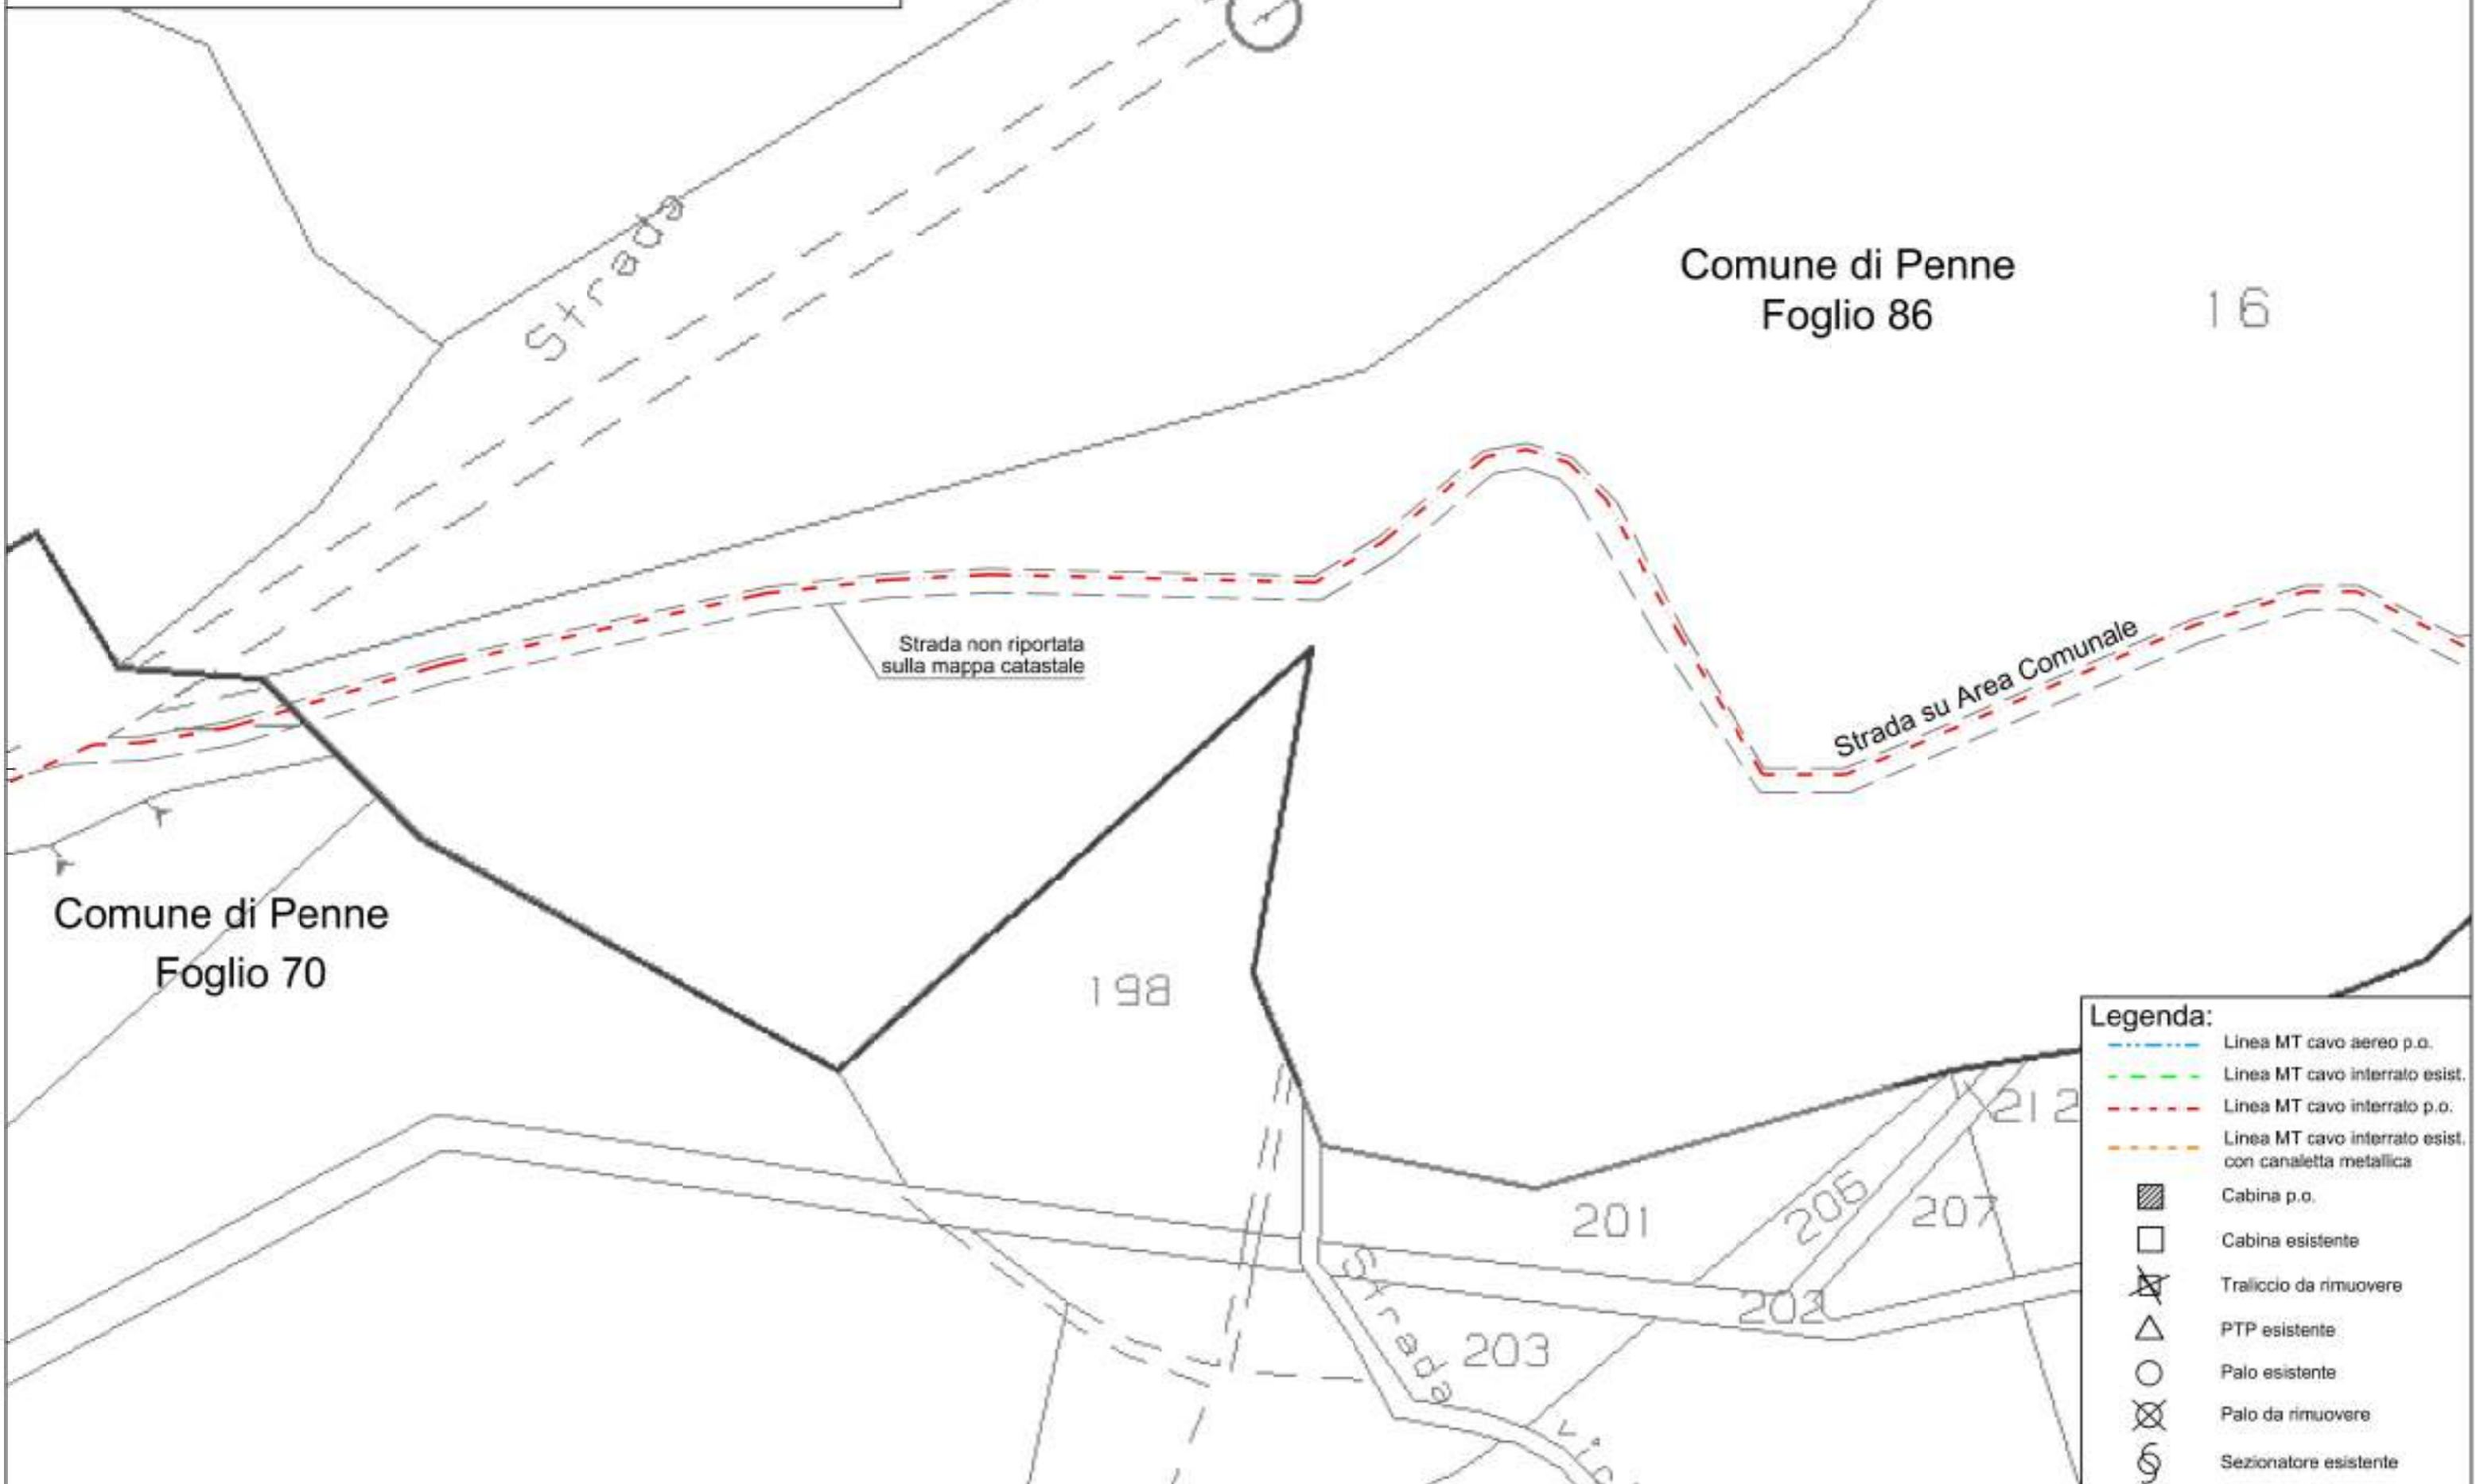 Strada
Comune di Penne
Foglio 86
16
Strada non riportata
sulla mappa catastale
Strada su Area Comunale
Comune di Penne
Foglio 70
198
201
206
207
212
202
203
Strada
Legenda:
Linea MT cavo aereo p.o.
Linea MT cavo interrato esist.
Linea MT cavo interrato p.o.
Linea MT cavo interrato esist.
con canaletta metallica
Cabina p.o.
Cabina esistente
Traliccio da rimuovere
PTP esistente
Palo esistente
Palo da rimuovere
Sezionatore esistente